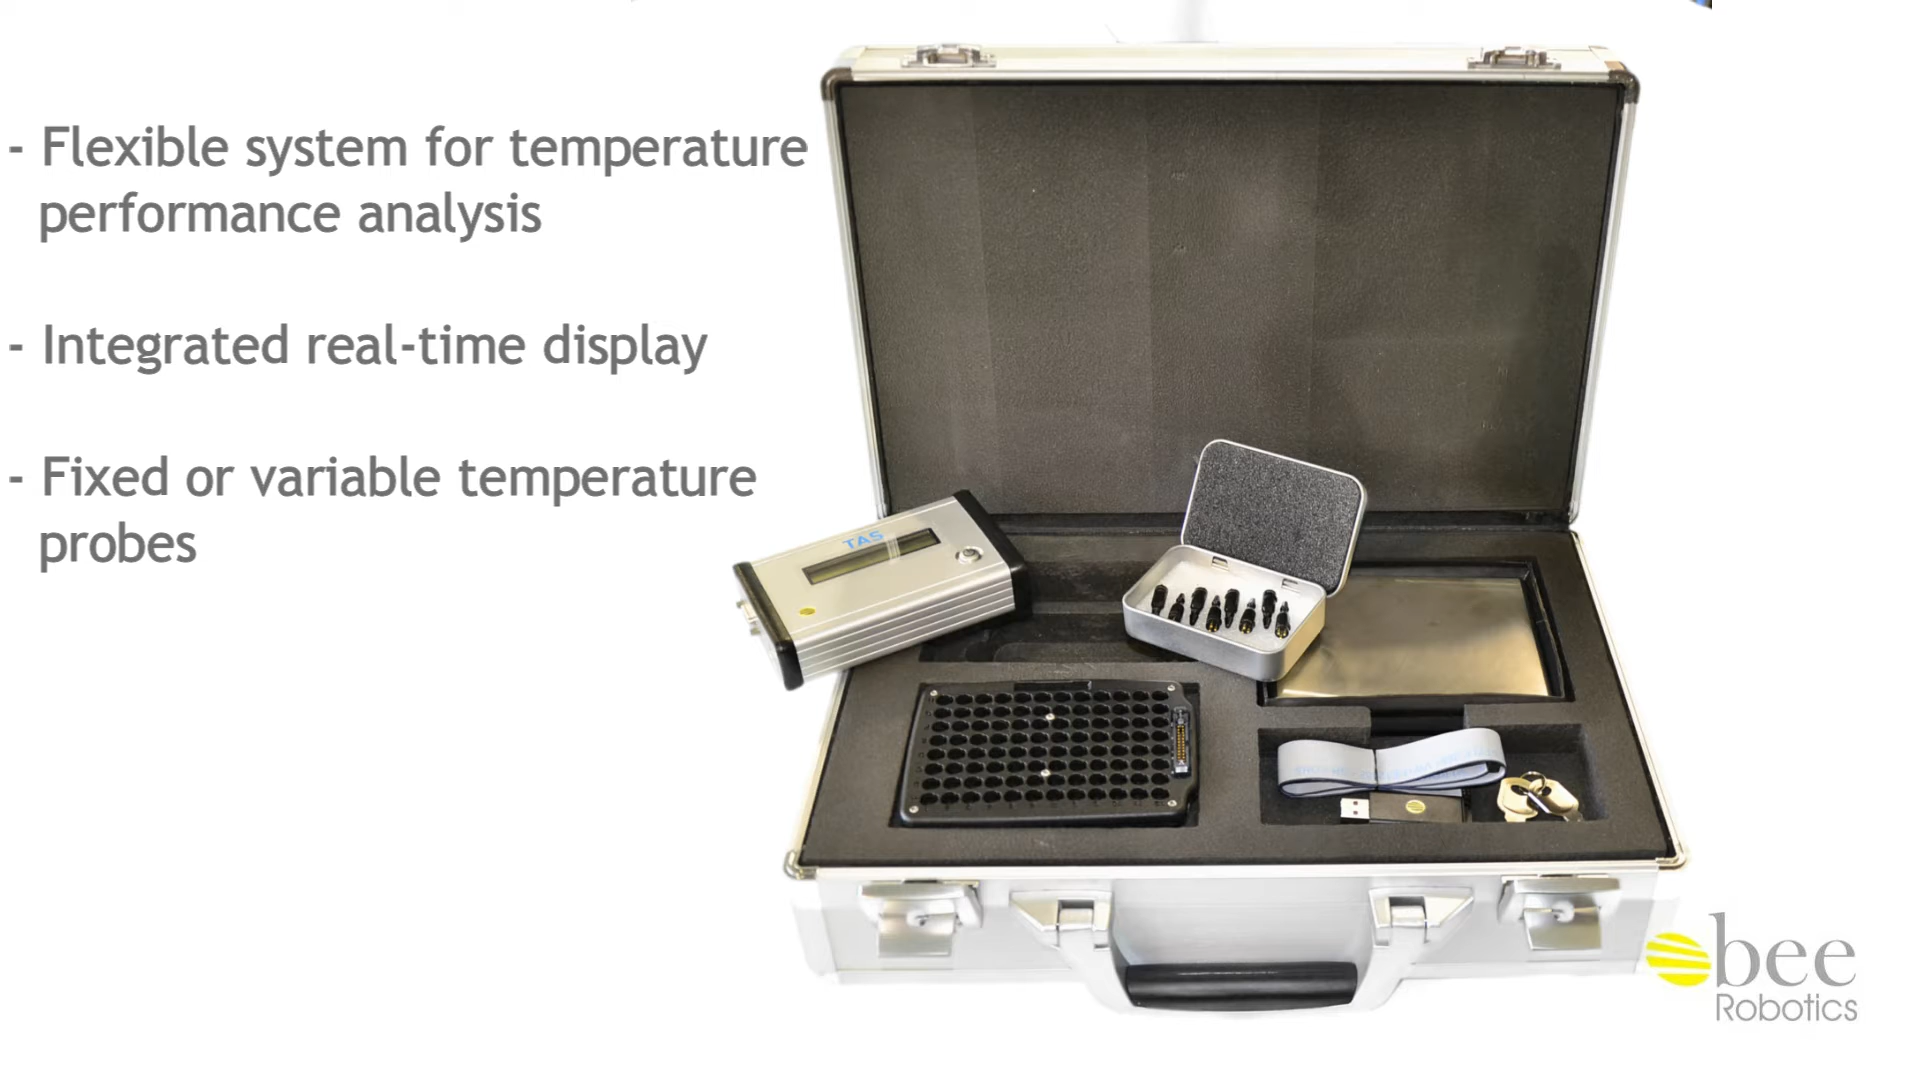 - Flexible system for temperature
performance analysis
- Integrated real-time display
- Fixed or variable temperature
probes
TAS
bee
Robotics